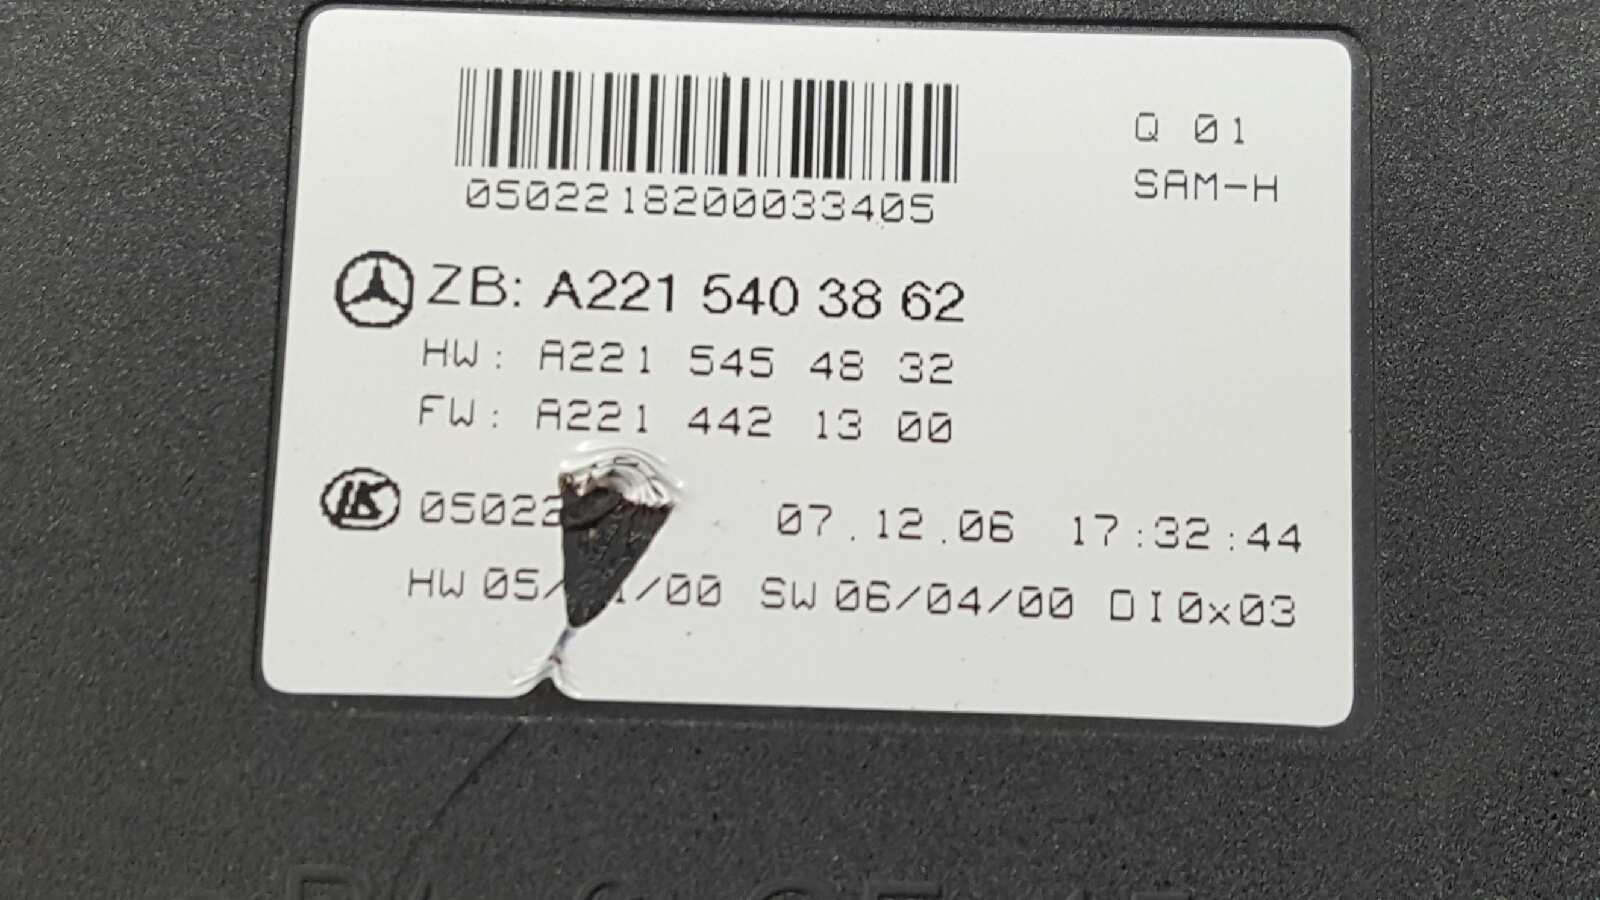 Q 01
SAM-H
0502218200033405
ZB: A221 540 38 62
HW: A221 545 48 32
FW: A221 442 13 00
07.12.06 17:32:44
/00 SW 06/04/00 DI0x03